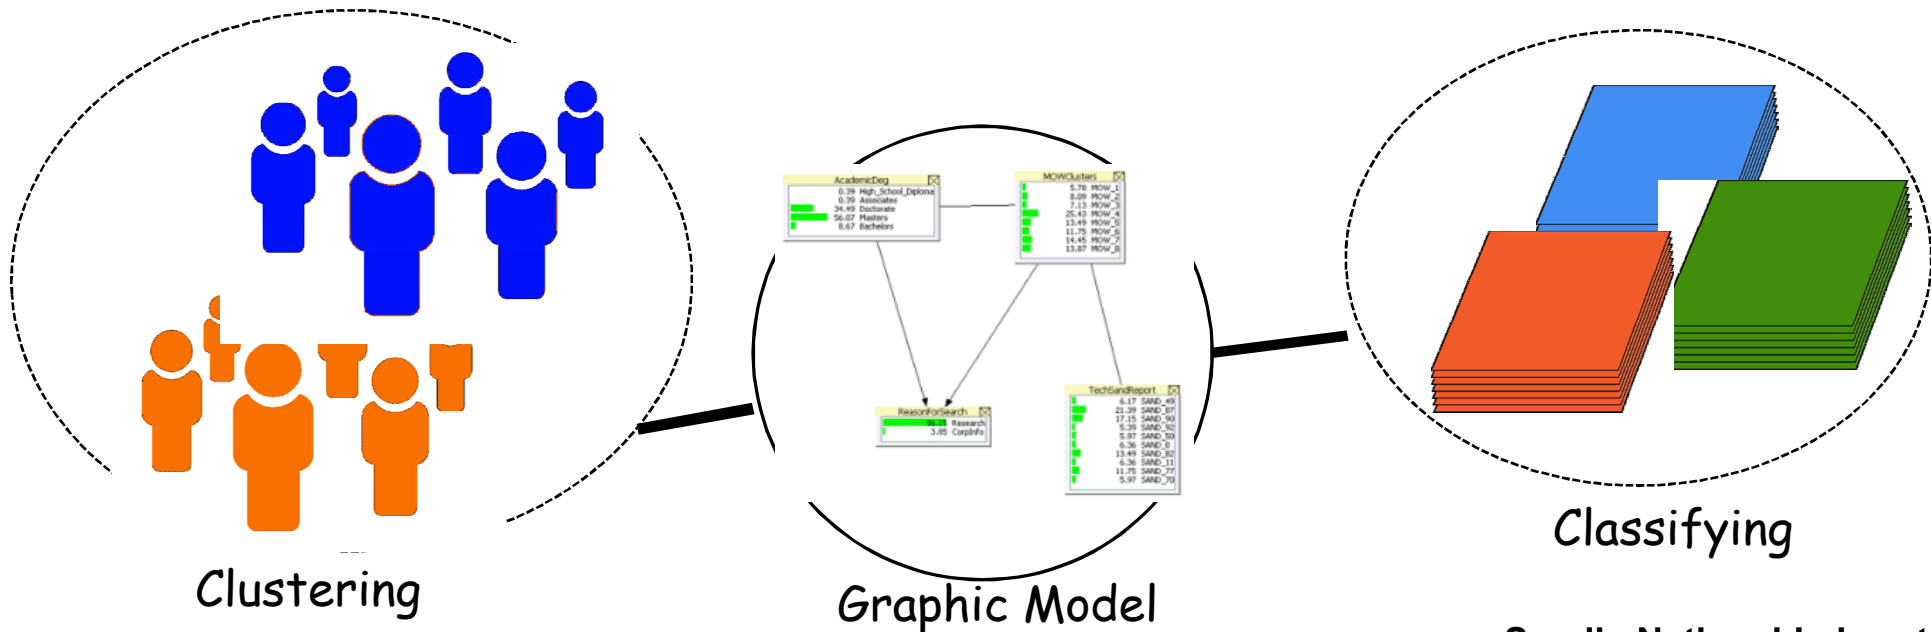 AcademicDeg
0.39 High_School_Diploma
0.39 Associates
34.49 Doctorate
56.07 Masters
8.67 Bachelors
MOWClusters
5.78 MOW_1
8.09 MOW_2
7.13 MOW_3
25.43 MOW_4
13.49 MOW_5
11.75 MOW_6
14.45 MOW_7
13.87 MOW_8
ReasonForSearch
96.15 Research
3.85 CorpInfo
TechSandReport
6.17 SAND_49
21.39 SAND_87
17.15 SAND_90
5.39 SAND_92
5.97 SAND_50
6.36 SAND_0
13.49 SAND_82
6.36 SAND_11
11.75 SAND_77
5.97 SAND_70
Clustering
Graphic Model
Classifying